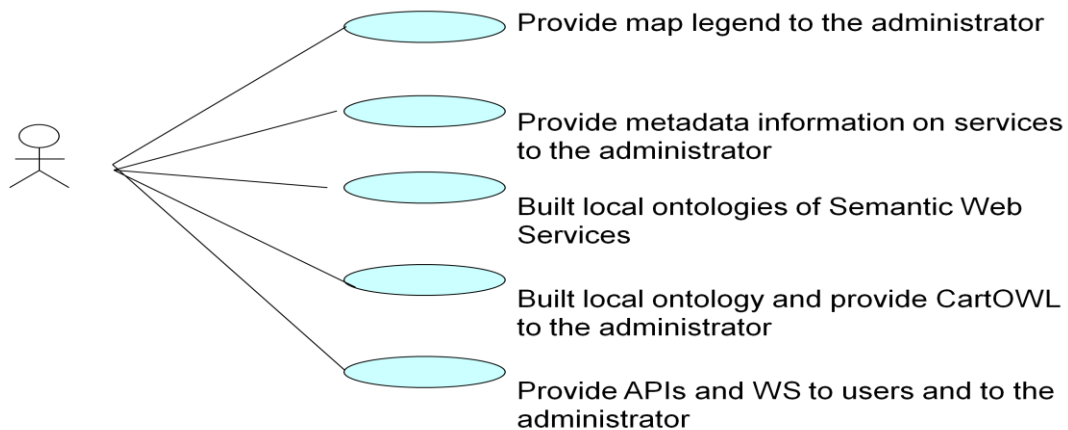 Provide map legend to the administrator
Provide metadata information on services
to the administrator
Built local ontologies of Semantic Web
Services
Built local ontology and provide CartOWL
to the administrator
Provide APIs and WS to users and to the
administrator